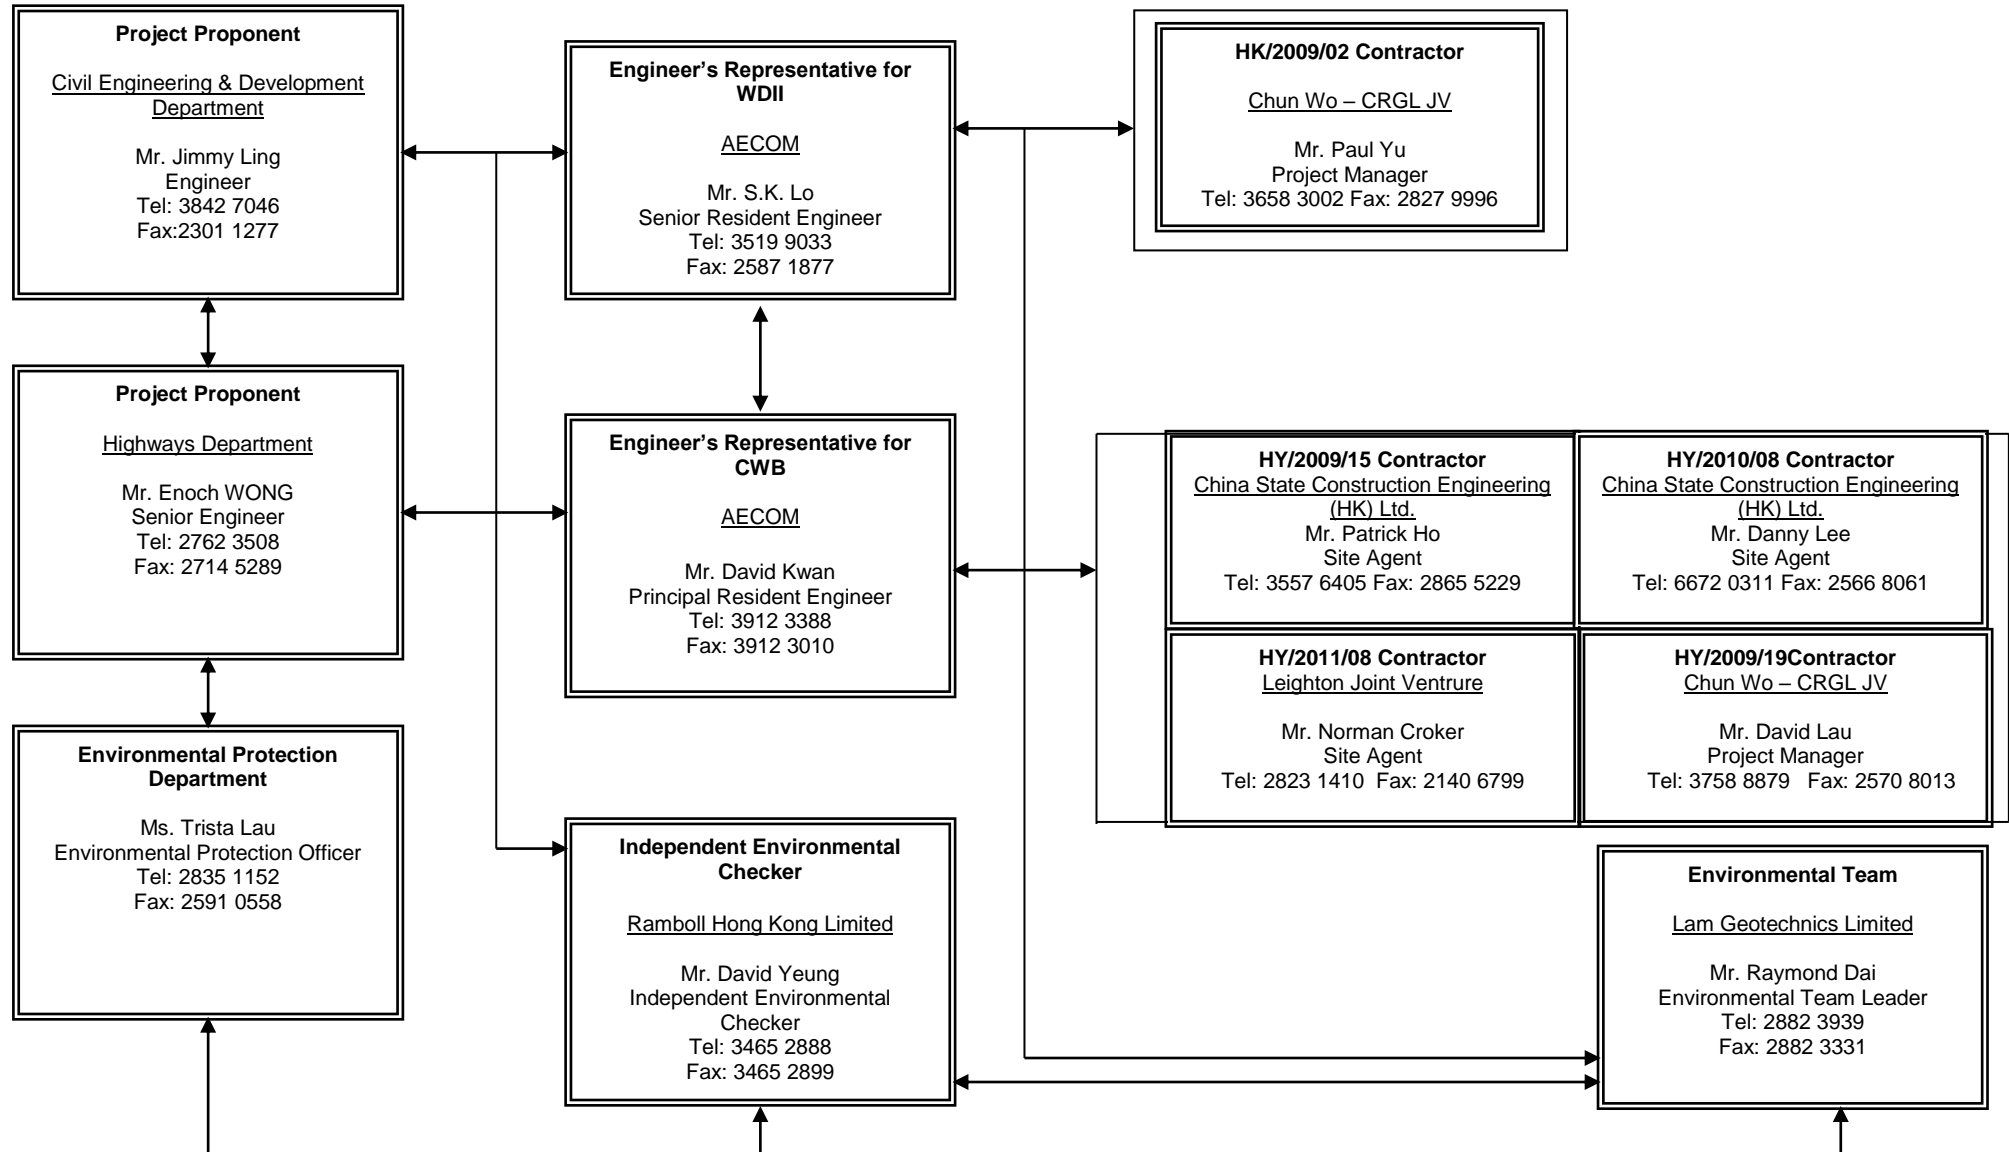 Project Proponent
Civil Engineering & Development
Department
Mr. Jimmy Ling
Engineer
Tel: 3842 7046
Fax:2301 1277
Engineer’s Representative for
WDII
AECOM
Mr. S.K. Lo
Senior Resident Engineer
Tel: 3519 9033
Fax: 2587 1877
HK/2009/02 Contractor
Chun Wo – CRGL JV
Mr. Paul Yu
Project Manager
Tel: 3658 3002 Fax: 2827 9996
Project Proponent
Highways Department
Mr. Enoch WONG
Senior Engineer
Tel: 2762 3508
Fax: 2714 5289
Engineer’s Representative for
CWB
AECOM
Mr. David Kwan
Principal Resident Engineer
Tel: 3912 3388
Fax: 3912 3010
HY/2009/15 Contractor
China State Construction Engineering
(HK) Ltd.
Mr. Patrick Ho
Site Agent
Tel: 3557 6405 Fax: 2865 5229
HY/2010/08 Contractor
China State Construction Engineering
(HK) Ltd.
Mr. Danny Lee
Site Agent
Tel: 6672 0311 Fax: 2566 8061
HY/2011/08 Contractor
Leighton Joint Ventrure
Mr. Norman Croker
Site Agent
Tel: 2823 1410 Fax: 2140 6799
HY/2009/19Contractor
Chun Wo – CRGL JV
Mr. David Lau
Project Manager
Tel: 3758 8879 Fax: 2570 8013
Environmental Protection
Department
Ms. Trista Lau
Environmental Protection Officer
Tel: 2835 1152
Fax: 2591 0558
Independent Environmental
Checker
Ramboll Hong Kong Limited
Mr. David Yeung
Independent Environmental
Checker
Tel: 3465 2888
Fax: 3465 2899
Environmental Team
Lam Geotechnics Limited
Mr. Raymond Dai
Environmental Team Leader
Tel: 2882 3939
Fax: 2882 3331